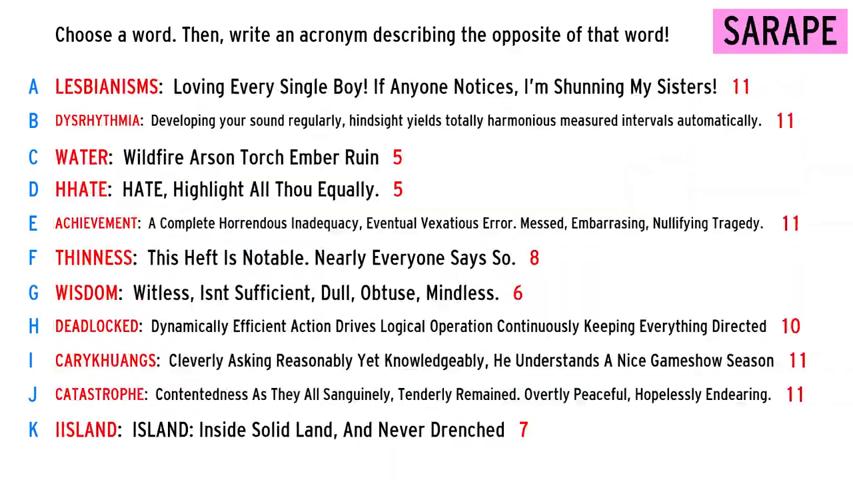 Choose a word. Then, write an acronym describing the opposite of that word!
SARAPE
A LESBIANISMS: Loving Every Single Boy! If Anyone Notices, I'm Shunning My Sisters! 11
B DYSRHYTHMIA: Developing your sound regularly, hindsight yields totally harmonious measured intervals automatically. 11
C WATER: Wildfire Arson Torch Ember Ruin 5
D HHATE: HATE, Highlight All Thou Equally. 5
E ACHIEVEMENT: A Complete Horrendous Inadequacy, Eventual Vexatious Error. Messed, Embarrasing, Nullifying Tragedy. 11
F THINNESS: This Heft Is Notable. Nearly Everyone Says So. 8
G WISDOM: Witless, Isnt Sufficient, Dull, Obtuse, Mindless. 6
H DEADLOCKED: Dynamically Efficient Action Drives Logical Operation Continuously Keeping Everything Directed 10
I CARYKHUANGS: Cleverly Asking Reasonably Yet Knowledgeably, He Understands A Nice Gameshow Season 11
J CATASTROPHE: Contentedness As They All Sanguinely, Tenderly Remained. Overtly Peaceful, Hopelessly Endearing. 11
K IISLAND: ISLAND: Inside Solid Land, And Never Drenched 7